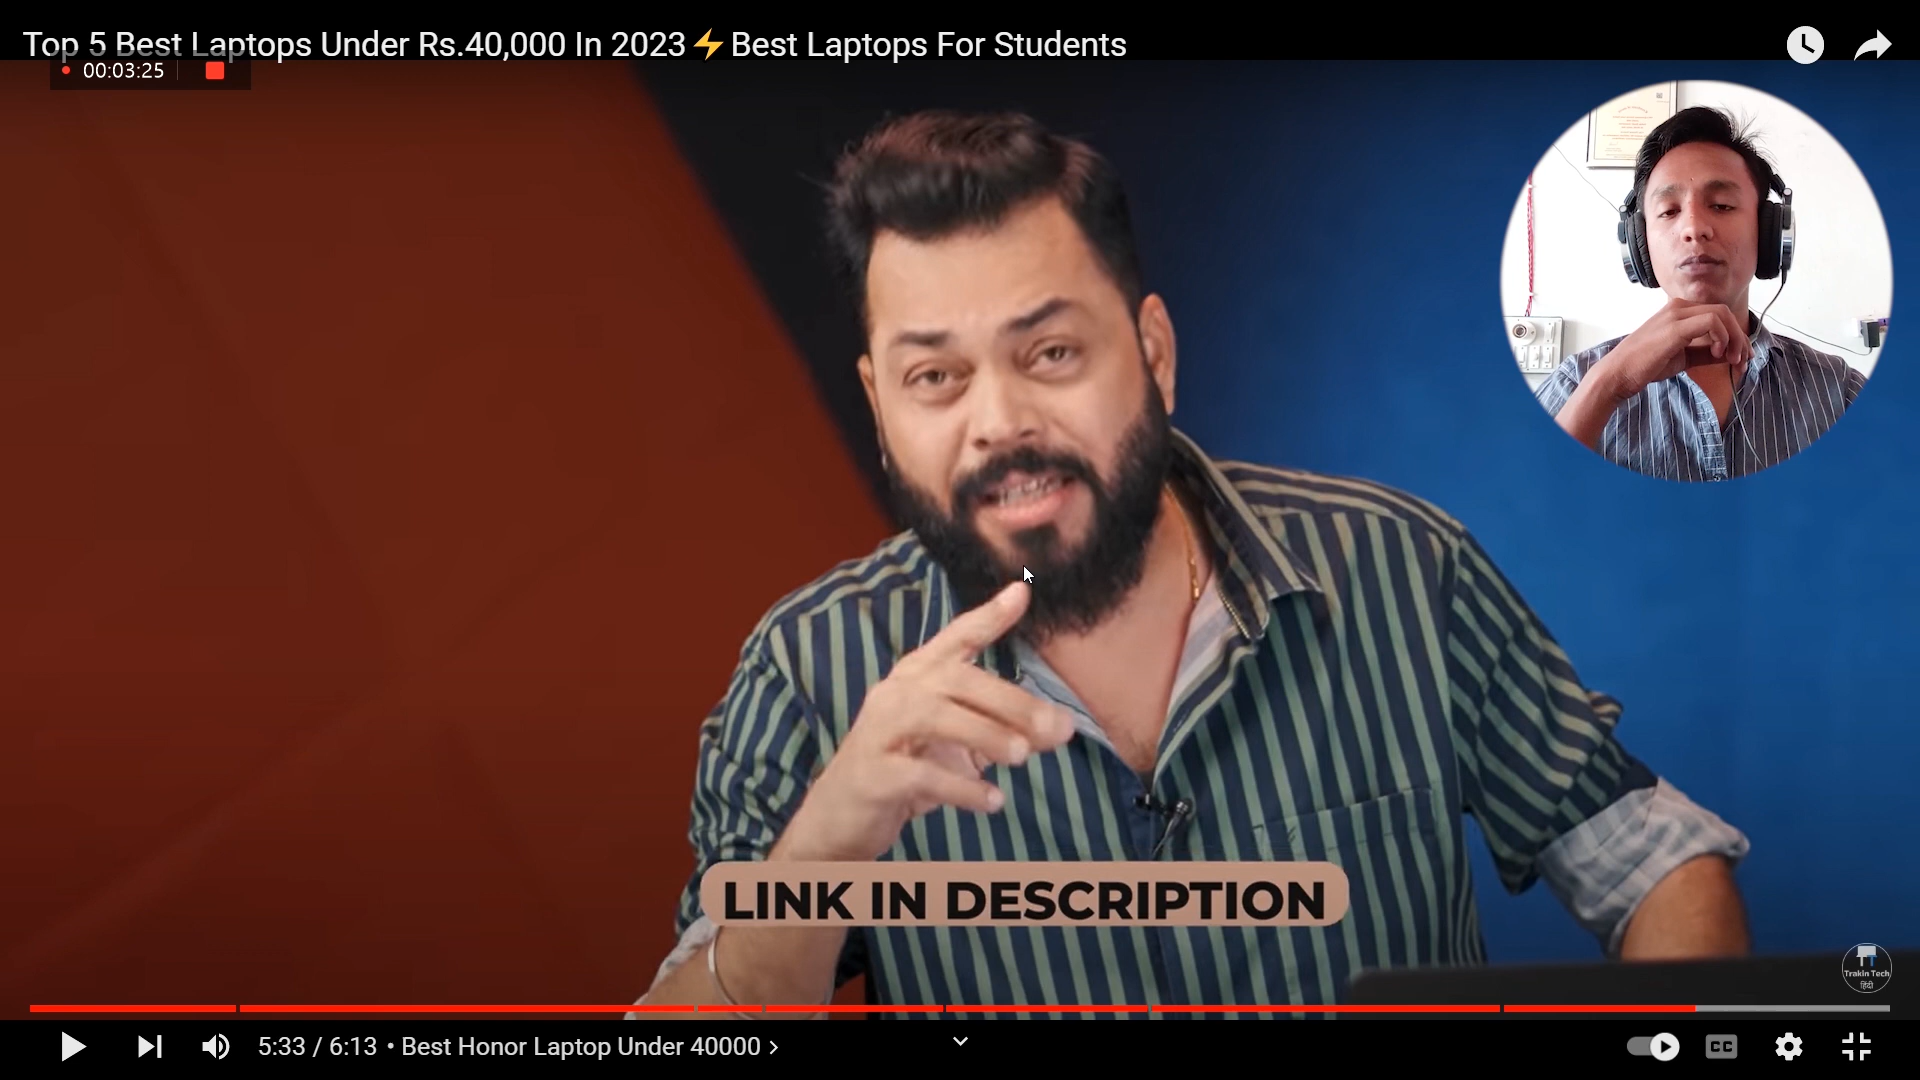 Top 5 Best Laptops Under Rs.40,000 In 2023⚡Best Laptops For Students
00:03:25
LINK IN DESCRIPTION
Trakin Tech
हिंदी
5:33 / 6:13 • Best Honor Laptop Under 40000 >
CC